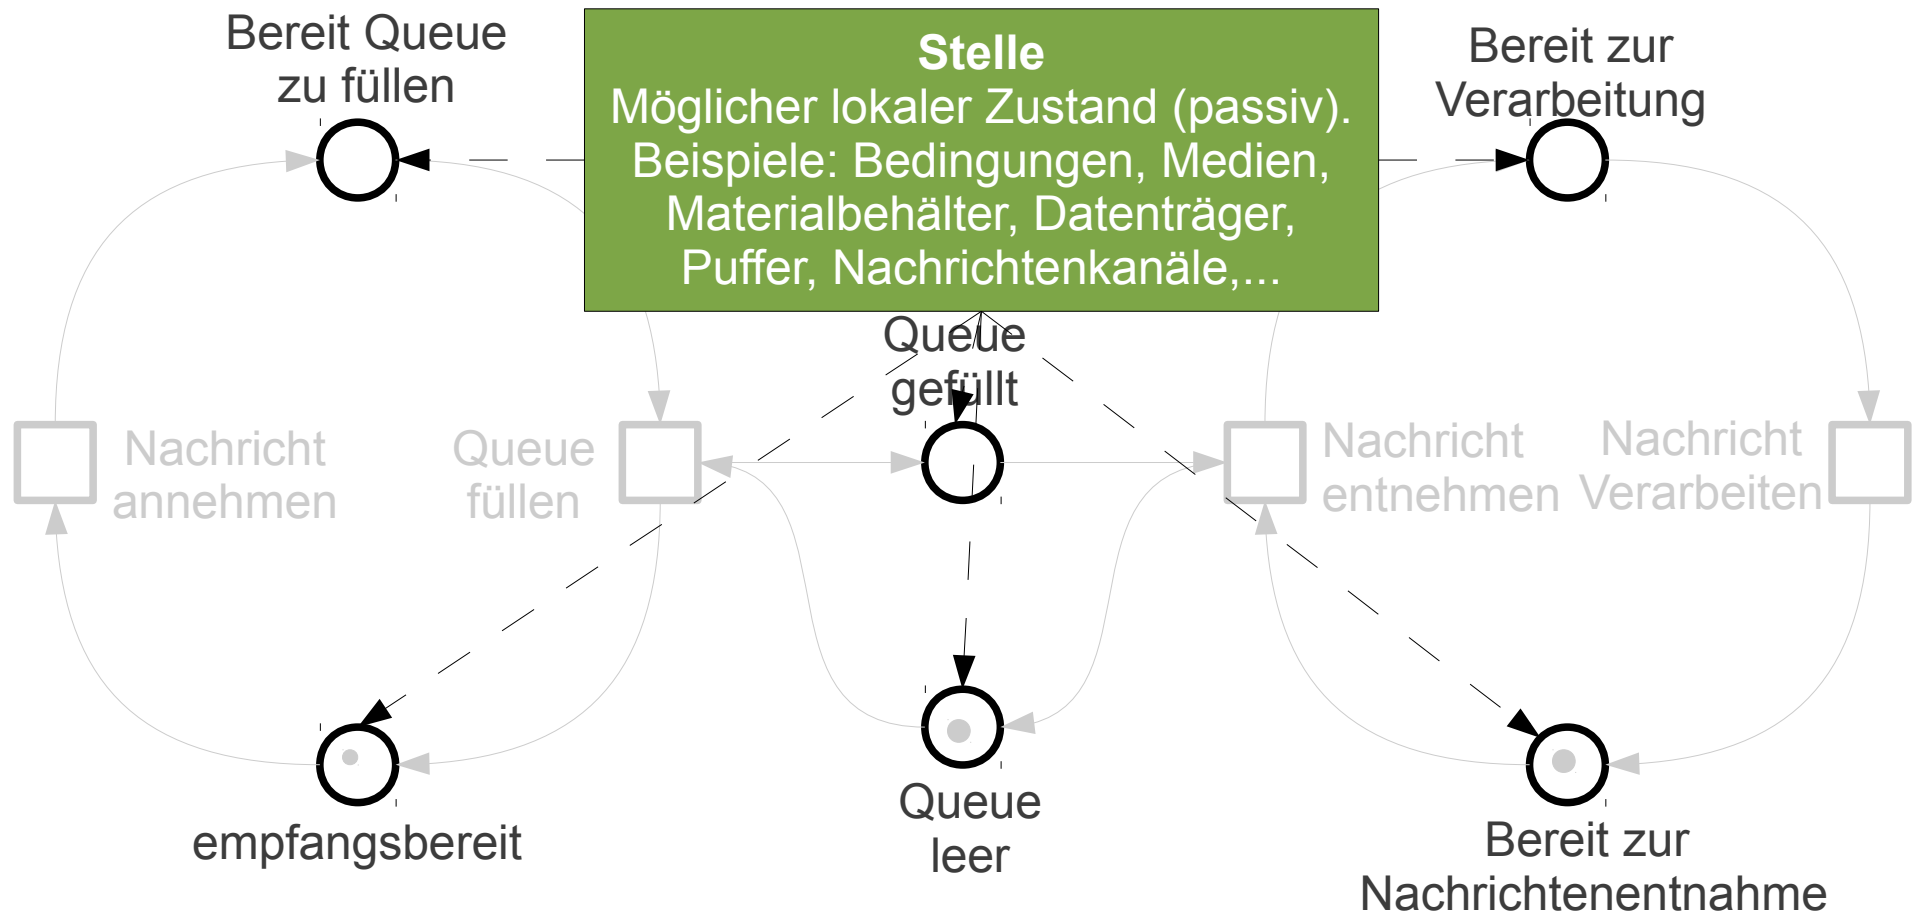 Bereit Queue
zu füllen
Stelle
Möglicher lokaler Zustand (passiv).
Beispiele: Bedingungen, Medien,
Materialbehälter, Datenträger,
Puffer, Nachrichtenkanäle,...
Bereit zur
Verarbeitung
Queue
gefüllt
Nachricht
annehmen
Queue
füllen
Nachricht
entnehmen
Nachricht
Verarbeiten
empfangsbereit
Queue
leer
Bereit zur
Nachrichtenentnahme